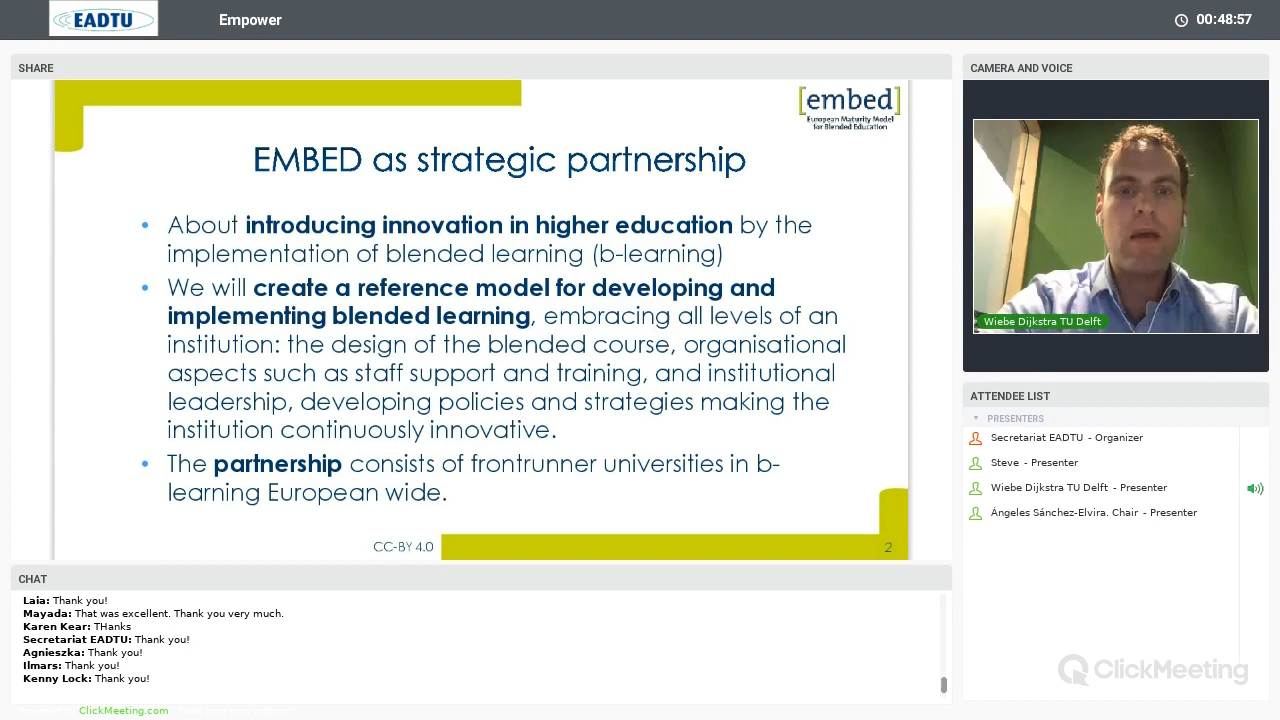 EADTU
Empower
00:48:57
SHARE
[embed]
European Maturity Model
for Blended Education
EMBED as strategic partnership
• About introducing innovation in higher education by the
implementation of blended learning (b-learning)
• We will create a reference model for developing and
implementing blended learning, embracing all levels of an
institution: the design of the blended course, organisational
aspects such as staff support and training, and institutional
leadership, developing policies and strategies making the
institution continuously innovative.
• The partnership consists of frontrunner universities in b-
learning European wide.
CC-BY 4.0
2
CHAT
Laia: Thank you!
Mayada: That was excellent. Thank you very much.
Karen Kear: THanks
Secretariat EADTU: Thank you!
Agnieszka: Thank you!
Ilmars: Thank you!
Kenny Lock: Thank you!
ClickMeeting.com
CAMERA AND VOICE
Wiebe Dijkstra TU Delft
ATTENDEE LIST
PRESENTERS
Secretariat EADTU - Organizer
Steve - Presenter
Wiebe Dijkstra TU Delft - Presenter
Ángeles Sánchez-Elvira. Chair - Presenter
ClickMeeting